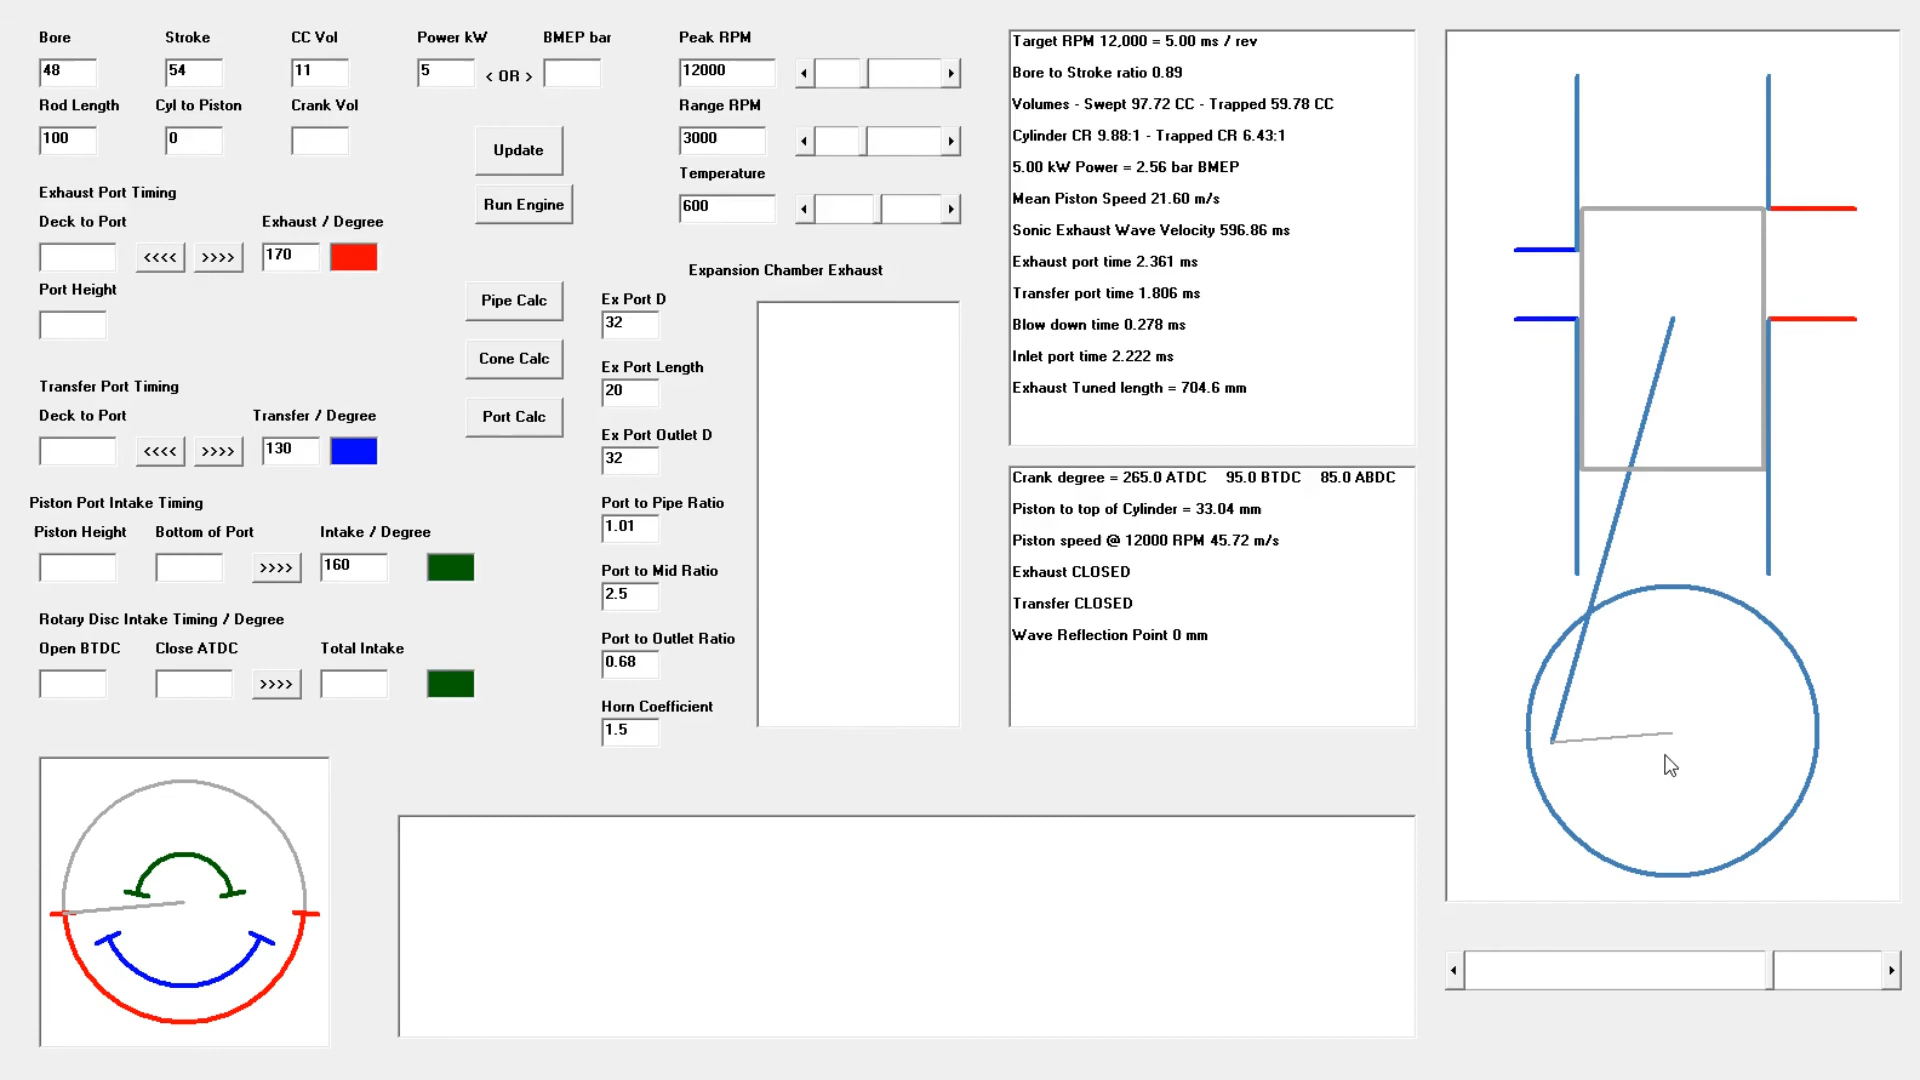 Bore Stroke CC Vol Power kW BMEP bar Peak RPM
48 54 11 5 < OR > 12000
Rod Length Cyl to Piston Crank Vol Range RPM
100 0 3000
Update
Temperature
Run Engine
600
Exhaust Port Timing
Deck to Port Exhaust / Degree
<<<< >>>> 170
Port Height
Expansion Chamber Exhaust
Pipe Calc
Cone Calc
Port Calc
Ex Port D
32
Ex Port Length
20
Ex Port Outlet D
32
Port to Pipe Ratio
1.01
Port to Mid Ratio
2.5
Port to Outlet Ratio
0.68
Horn Coefficient
1.5
Transfer Port Timing
Deck to Port Transfer / Degree
<<<< >>>> 130
Piston Port Intake Timing
Piston Height Bottom of Port Intake / Degree
>>>> 160
Rotary Disc Intake Timing / Degree
Open BTDC Close ATDC Total Intake
>>>>
Target RPM 12,000 = 5.00 ms / rev
Bore to Stroke ratio 0.89
Volumes - Swept 97.72 CC - Trapped 59.78 CC
Cylinder CR 9.88:1 - Trapped CR 6.43:1
5.00 kW Power = 2.56 bar BMEP
Mean Piston Speed 21.60 m/s
Sonic Exhaust Wave Velocity 596.86 ms
Exhaust port time 2.361 ms
Transfer port time 1.806 ms
Blow down time 0.278 ms
Inlet port time 2.222 ms
Exhaust Tuned length = 704.6 mm
Crank degree = 265.0 ATDC 95.0 BTDC 85.0 ABDC
Piston to top of Cylinder = 33.04 mm
Piston speed @ 12000 RPM 45.72 m/s
Exhaust CLOSED
Transfer CLOSED
Wave Reflection Point 0 mm